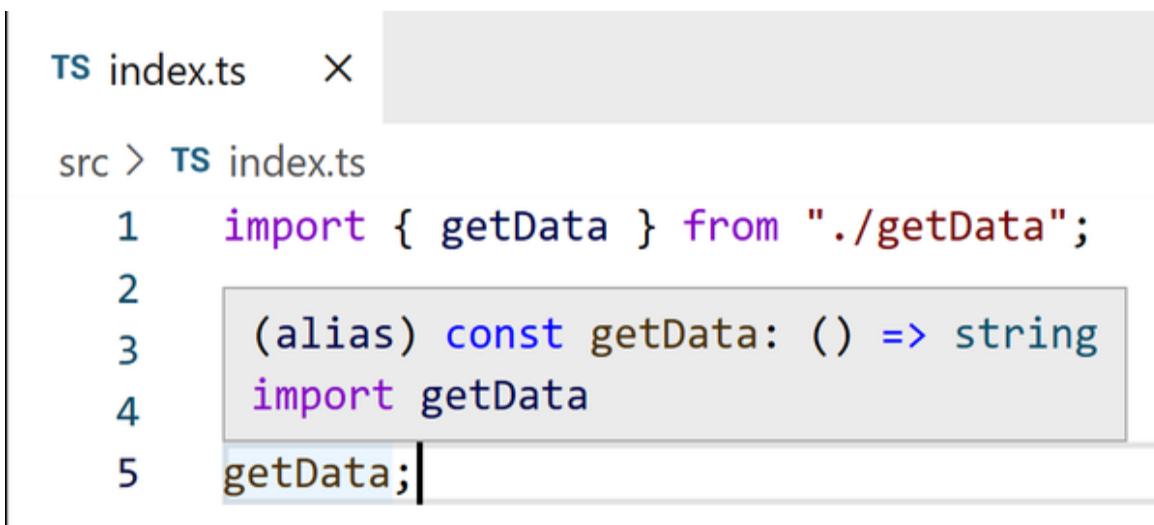 TS index.ts ×
src > TS index.ts
1 import { getData } from "./getData";
2
(alias) const getData: () => string
3
import getData
4
5 getData;